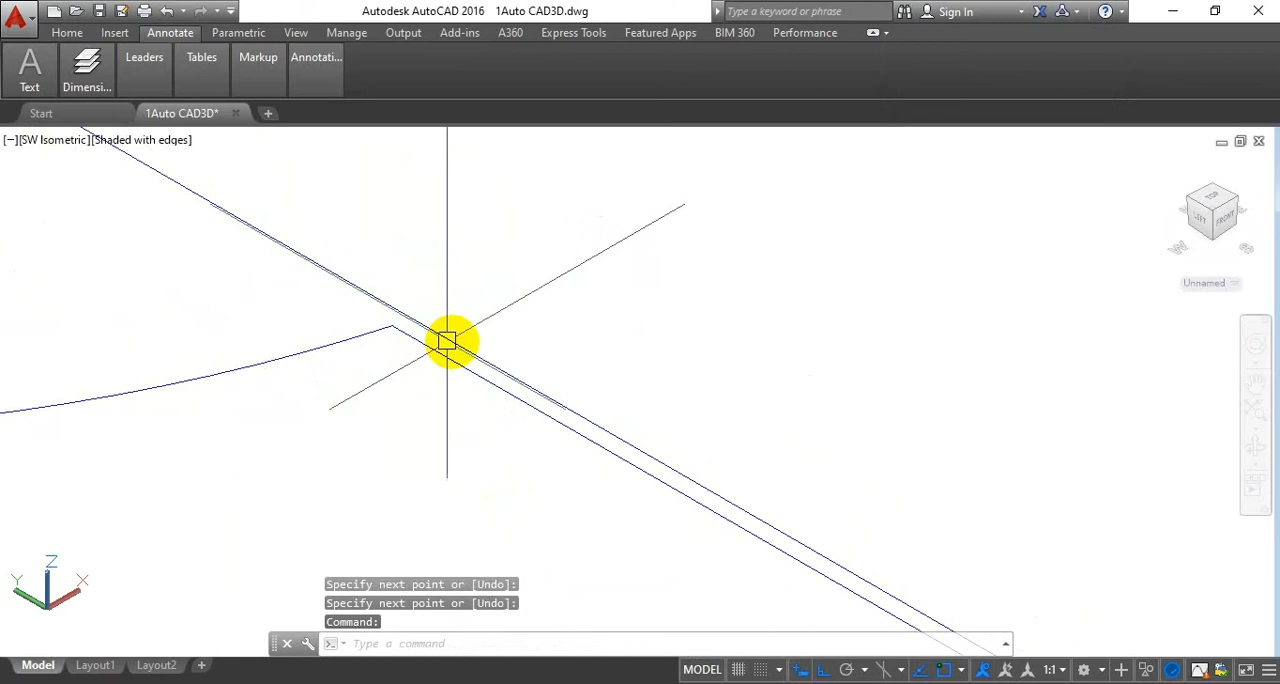 Autodesk AutoCAD 2016 1Auto CAD3D.dwg
Type a keyword or phrase
Sign In
Home Insert Annotate Parametric View Manage Output Add-ins A360 Express Tools Featured Apps BIM 360 Performance
A
Text
Dimensi...
Leaders
Tables
Markup
Annotati...
Start
1Auto CAD3D*
[−][SW Isometric][Shaded with edges]
TOP
LEFT
FRONT
W
Unnamed
Z
Y
X
Specify next point or [Undo]:
Specify next point or [Undo]:
Command:
Type a command
Model Layout1 Layout2 +
MODEL
1:1